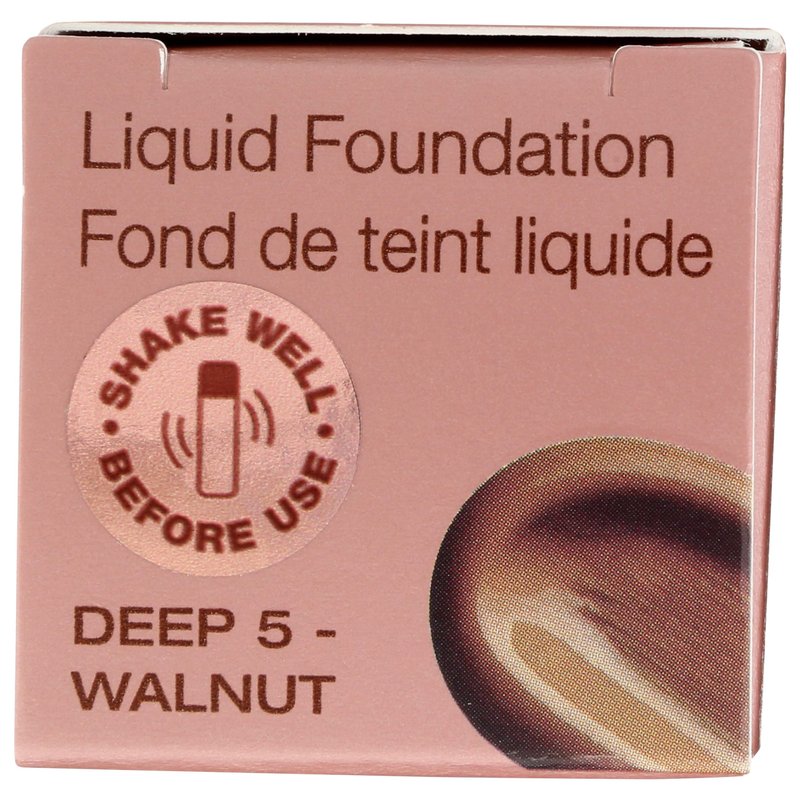 Liquid Foundation
Fond de teint liquide
• SHAKE WELL •
BEFORE USE
DEEP 5 -
WALNUT